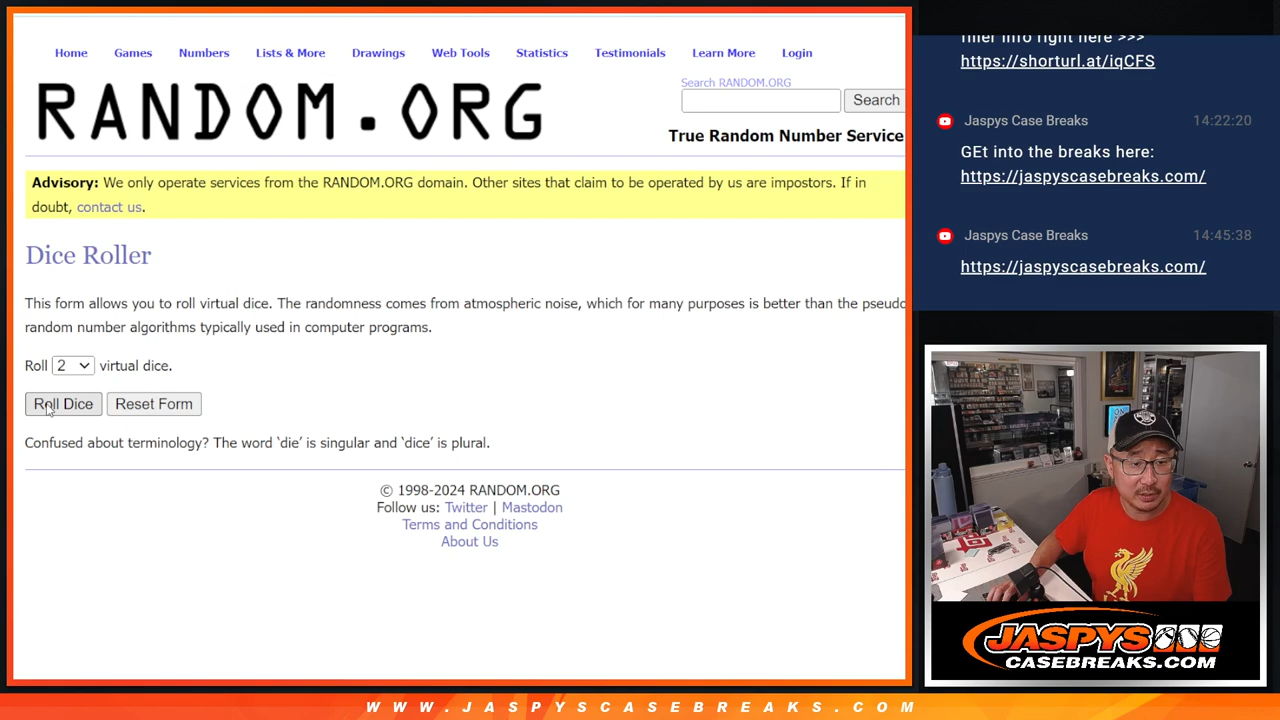 Home Games Numbers Lists & More Drawings Web Tools Statistics Testimonials Learn More Login
RANDOM.ORG
Search RANDOM.ORG
Search
True Random Number Service
Advisory: We only operate services from the RANDOM.ORG domain. Other sites that claim to be operated by us are impostors. If in
doubt, contact us.
Dice Roller
This form allows you to roll virtual dice. The randomness comes from atmospheric noise, which for many purposes is better than the pseudo
random number algorithms typically used in computer programs.
Roll 2 virtual dice.
Roll Dice Reset Form
Confused about terminology? The word ‘die’ is singular and ‘dice’ is plural.
© 1998-2024 RANDOM.ORG
Follow us: Twitter | Mastodon
Terms and Conditions
About Us
filler info right here >>>
https://shorturl.at/iqCFS
Jaspys Case Breaks 14:22:20
GEt into the breaks here:
https://jaspyscasebreaks.com/
Jaspys Case Breaks 14:45:38
https://jaspyscasebreaks.com/
JASPYS
CASEBREAKS.COM
WWW.JASPYSCASEBREAKS.COM